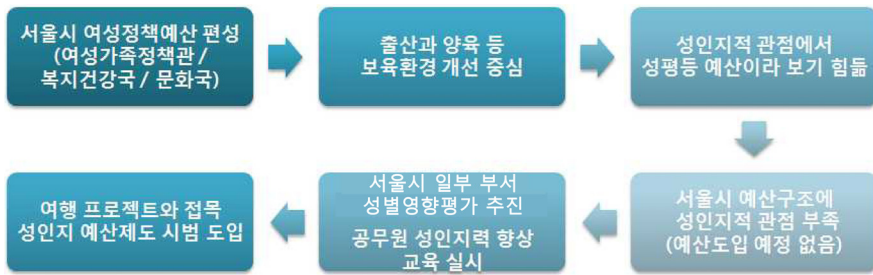 서울시 여성정책예산 편성
(여성가족정책관 /
복지건강국 / 문화국)
출산과 양육 등
보육환경 개선 중심
성인지적 관점에서
성평등 예산이라 보기 힘듦
서울시 예산구조에
성인지적 관점 부족
(예산도입 예정 없음)
서울시 일부 부서
성별영향평가 추진
공무원 성인지력 향상
교육 실시
여행 프로젝트와 접목
성인지 예산제도 시범 도입